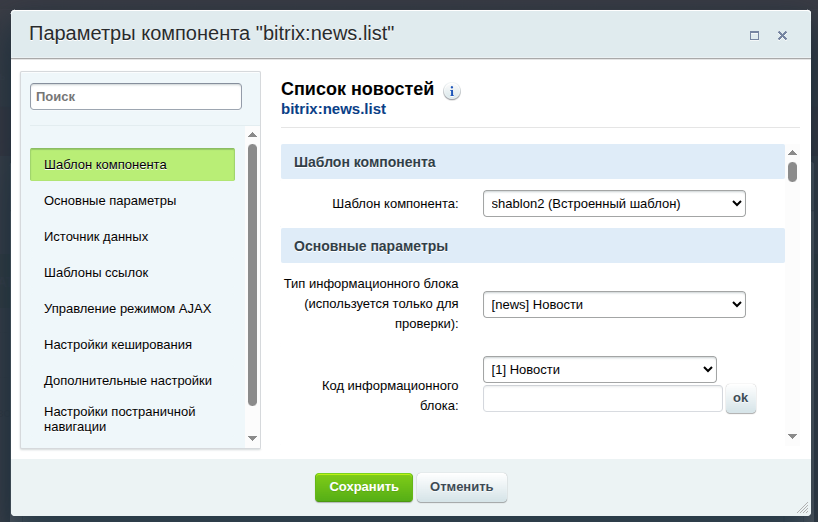 Параметры компонента "bitrix:news.list"
Поиск
Шаблон компонента
Основные параметры
Источник данных
Шаблоны ссылок
Управление режимом AJAX
Настройки кеширования
Дополнительные настройки
Настройки постраничной
навигации
Список новостей
bitrix:news.list
Шаблон компонента
Шаблон компонента: shablon2 (Встроенный шаблон)
Основные параметры
Тип информационного блока
(используется только для
проверки):
[news] Новости
[1] Новости
Код информационного
блока:
ok
Сохранить Отменить